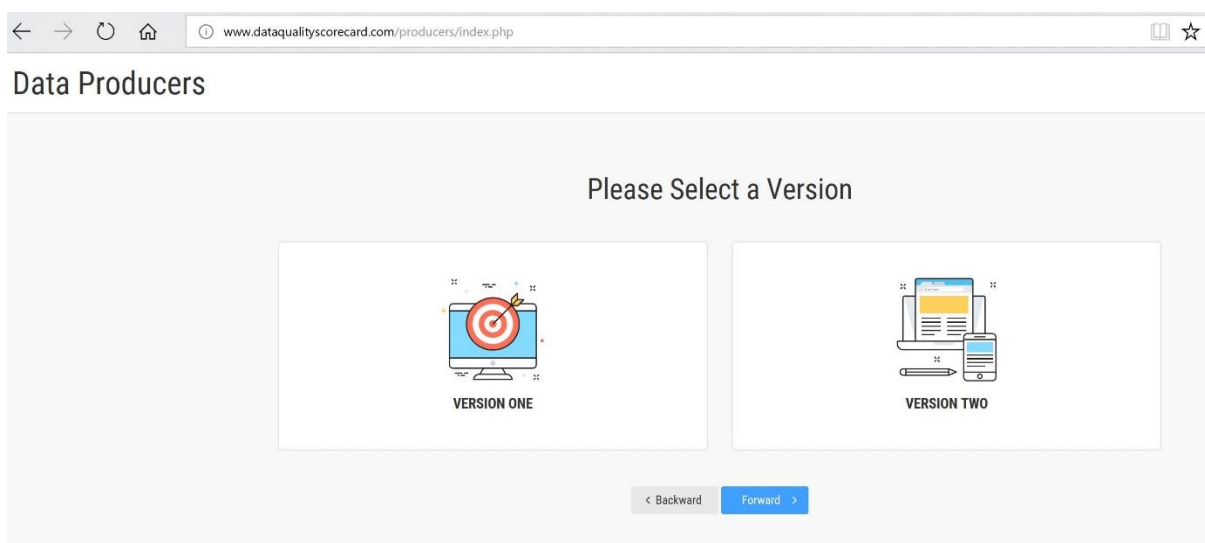 www.dataqualityscorecard.com/producers/index.php
Data Producers
Please Select a Version
VERSION ONE
VERSION TWO
< Backward
Forward >